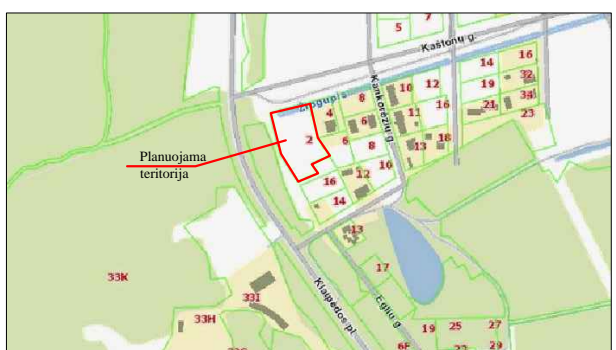 5 7
Kaštonų g.
16
14
32
Žiogupis
Kankorėžių g.
8 10 12
19
34
4
16
21
23
2
6
11
6 8
13
18
16 12 10
14
13
17
33K
33I
33H
Klaipėdos pl.
Eglių g.
19 25 27
29
Planuojama
teritorija